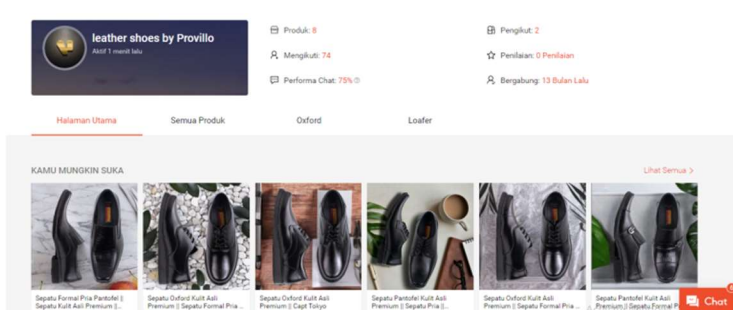 leather shoes by Provillo
Aktif 1 menit lalu
Produk: 8
Mengikuti: 74
Performa Chat: 75%
Pengikut: 2
Penilaian: 0 Penilaian
Bergabung: 13 Bulan Lalu
Halaman Utama
Semua Produk
Oxford
Loafer
KAMU MUNGKIN SUKA
Lihat Semua >
Sepatu Formal Pria Pantofel ||
Sepatu Kulit Asli Premium ||...
Sepatu Oxford Kulit Asli
Premium || Sepatu Formal Pria ...
Sepatu Oxford Kulit Asli
Premium || Capt Tokyo
Sepatu Pantofel Kulit Asli
Premium || Sepatu Pria ||...
Sepatu Oxford Kulit Asli
Premium || Sepatu Formal Pria ...
Sepatu Pantofel Kulit Asli
Premium || Sepatu Formal P
Chat